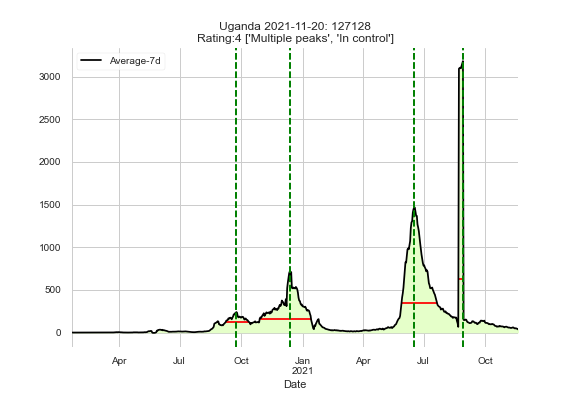 Uganda 2021-11-20: 127128
Rating:4 ['Multiple peaks', 'In control']
Average-7d
3000
2500
2000
1500
1000
500
0
Apr Jul Oct Jan Apr Jul Oct
2021
Date